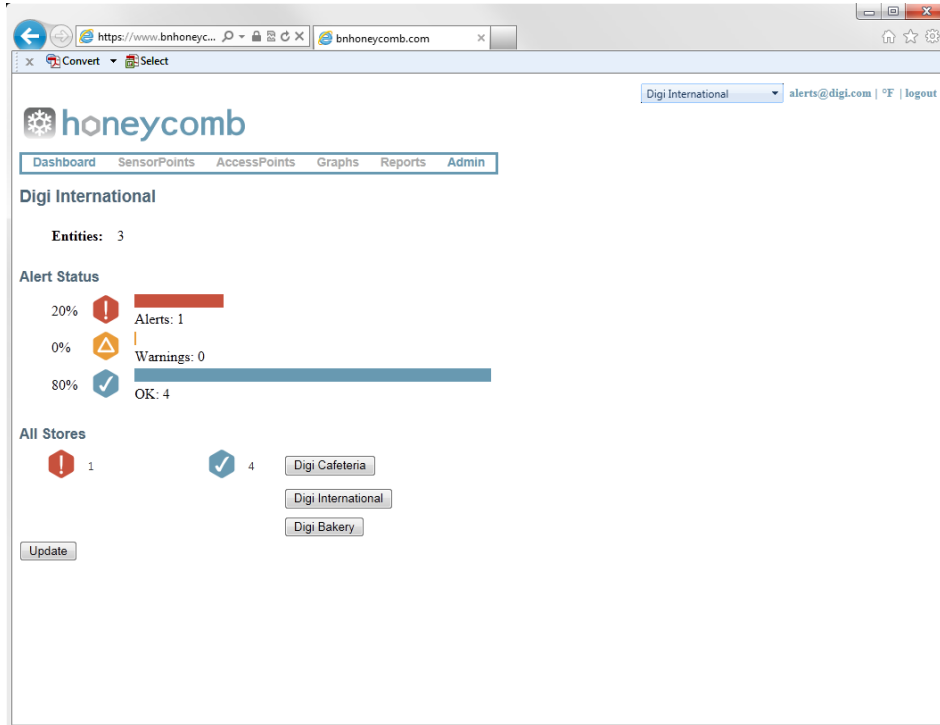 https://www.bnhoneyc...
bnhoneycomb.com
x Convert Select
Digi International alerts@digi.com | °F | logout
honeycomb
Dashboard SensorPoints AccessPoints Graphs Reports Admin
Digi International
Entities: 3
Alert Status
20%
Alerts: 1
0%
Warnings: 0
80%
OK: 4
All Stores
1 4 Digi Cafeteria
Digi International
Digi Bakery
Update